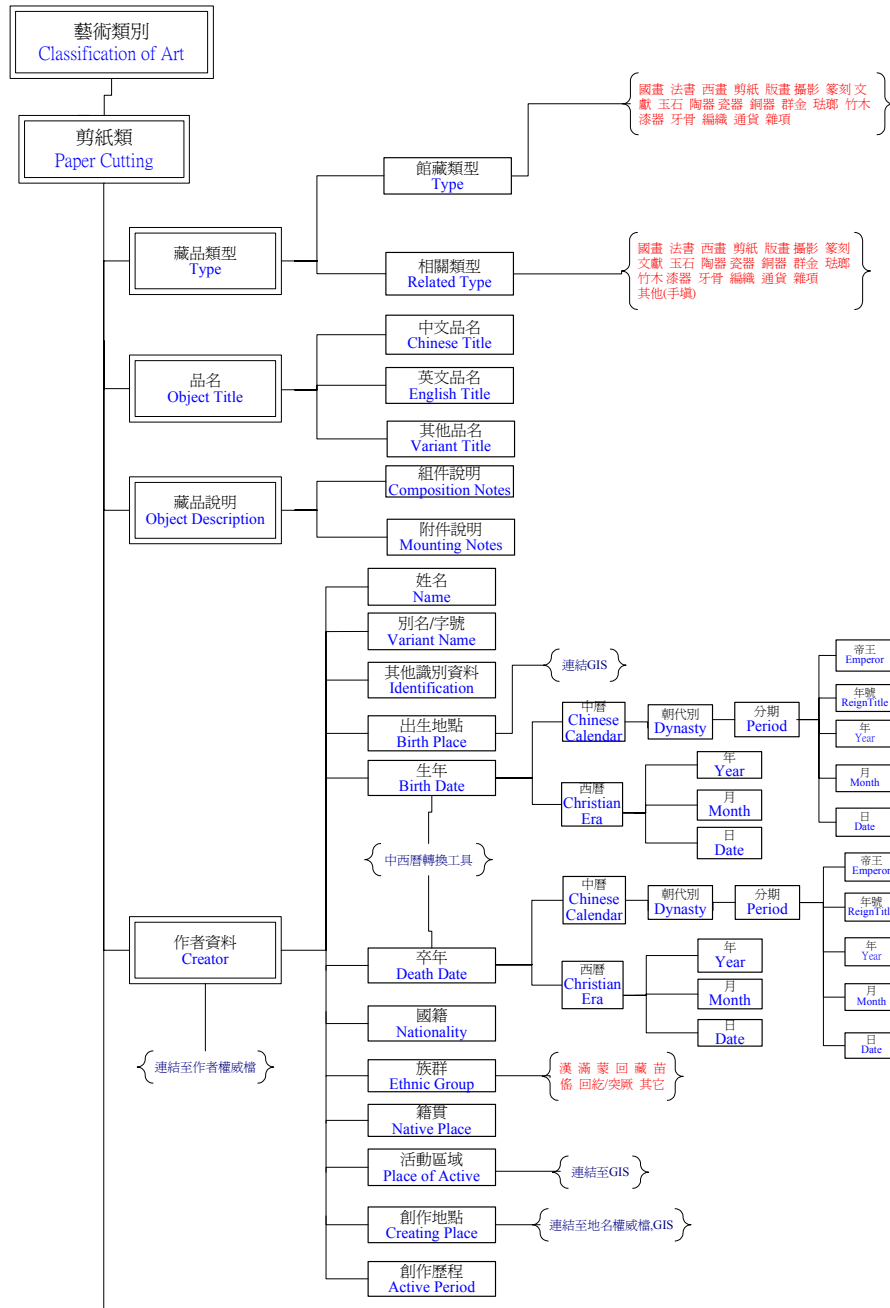 藝術類別
Classification of Art
剪紙類
Paper Cutting
國畫 法書 西畫 剪紙 版畫 攝影 篆刻 文
獻 玉石 陶器 瓷器 銅器 群金 琺瑯 竹木
漆器 牙骨 編織 通貨 雜項
館藏類型
Type
藏品類型
Type
相關類型
Related Type
國畫 法書 西畫 剪紙 版畫 攝影 篆刻
文獻 玉石 陶器 瓷器 銅器 群金 琺瑯
竹木 漆器 牙骨 編織 通貨 雜項
其他(手塡)
中文品名
Chinese Title
品名
Object Title
英文品名
English Title
其他品名
Variant Title
組件說明
Composition Notes
藏品說明
Object Description
附件說明
Mounting Notes
姓名
Name
別名/字號
Variant Name
其他識別資料
Identification
連結GIS
出生地點
Birth Place
生年
Birth Date
中曆
Chinese
Calendar
朝代別
Dynasty
分期
Period
帝王
Emperor
年號
ReignTitle
年
Year
月
Month
日
Date
西曆
Christian
Era
年
Year
月
Month
日
Date
中西曆轉換工具
作者資料
Creator
連結至作者權威檔
卒年
Death Date
中曆
Chinese
Calendar
朝代別
Dynasty
分期
Period
帝王
Emperor
年號
ReignTitle
年
Year
月
Month
日
Date
西曆
Christian
Era
年
Year
月
Month
日
Date
國籍
Nationality
族群
Ethnic Group
漢 滿 蒙 回 藏 苗
傜 回紇/突厥 其它
籍貫
Native Place
活動區域
Place of Active
連結至GIS
創作地點
Creating Place
連結至地名權威檔,GIS
創作歷程
Active Period